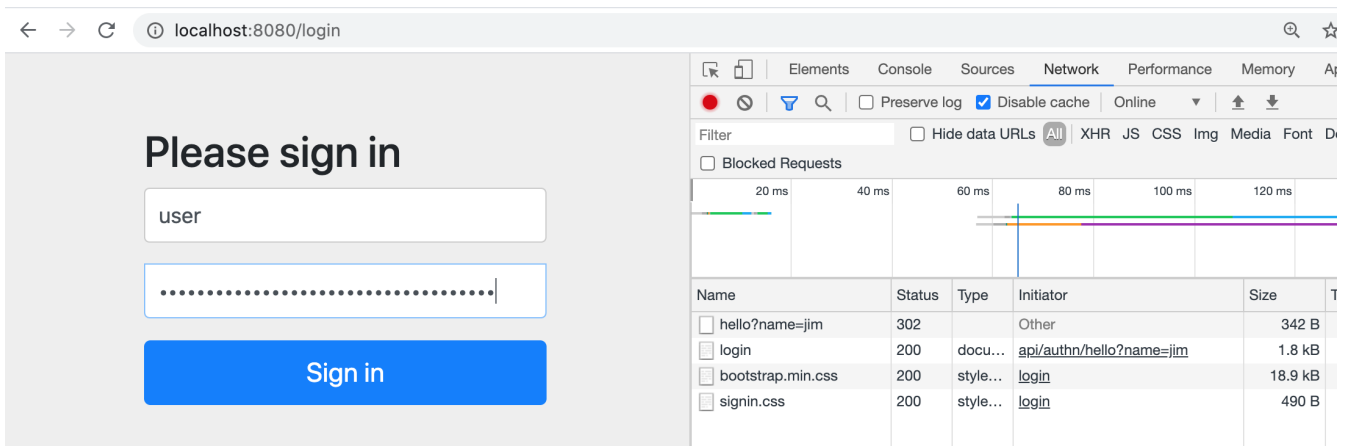 localhost:8080/login
Elements Console Sources Network Performance Memory
Preserve log Disable cache Online
Filter Hide data URLs All XHR JS CSS Img Media Font
Blocked Requests
20 ms 40 ms 60 ms 80 ms 100 ms 120 ms
Please sign in
user
Sign in
Name Status Type Initiator Size
hello?name=jim 302 Other 342 B
login 200 docu... api/authn/hello?name=jim 1.8 kB
bootstrap.min.css 200 style... login 18.9 kB
signin.css 200 style... login 490 B